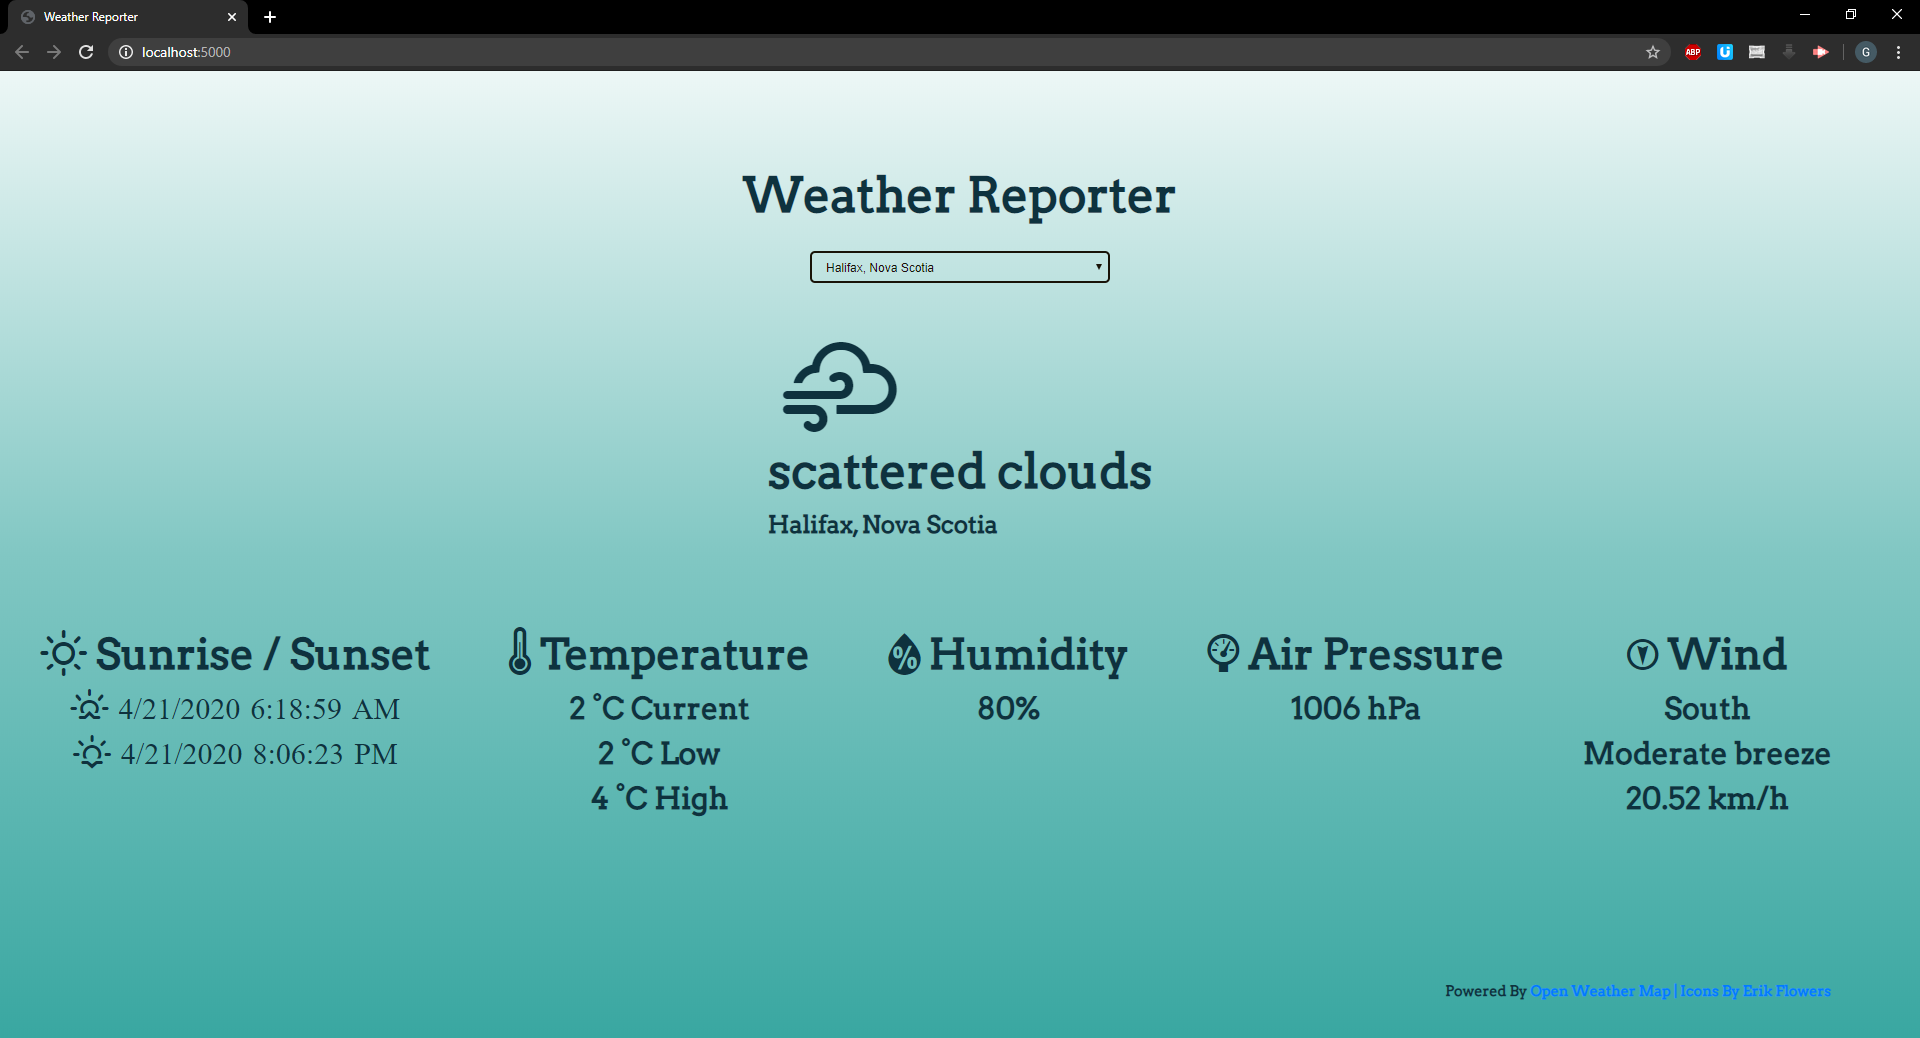 Weather Reporter
localhost:5000
ABP
G
Weather Reporter
Halifax, Nova Scotia
scattered clouds
Halifax, Nova Scotia
Sunrise / Sunset
4/21/2020 6:18:59 AM
4/21/2020 8:06:23 PM
Temperature
2 °C Current
2 °C Low
4 °C High
% Humidity
80%
Air Pressure
1006 hPa
Wind
South
Moderate breeze
20.52 km/h
Powered By Open Weather Map | Icons By Erik Flowers